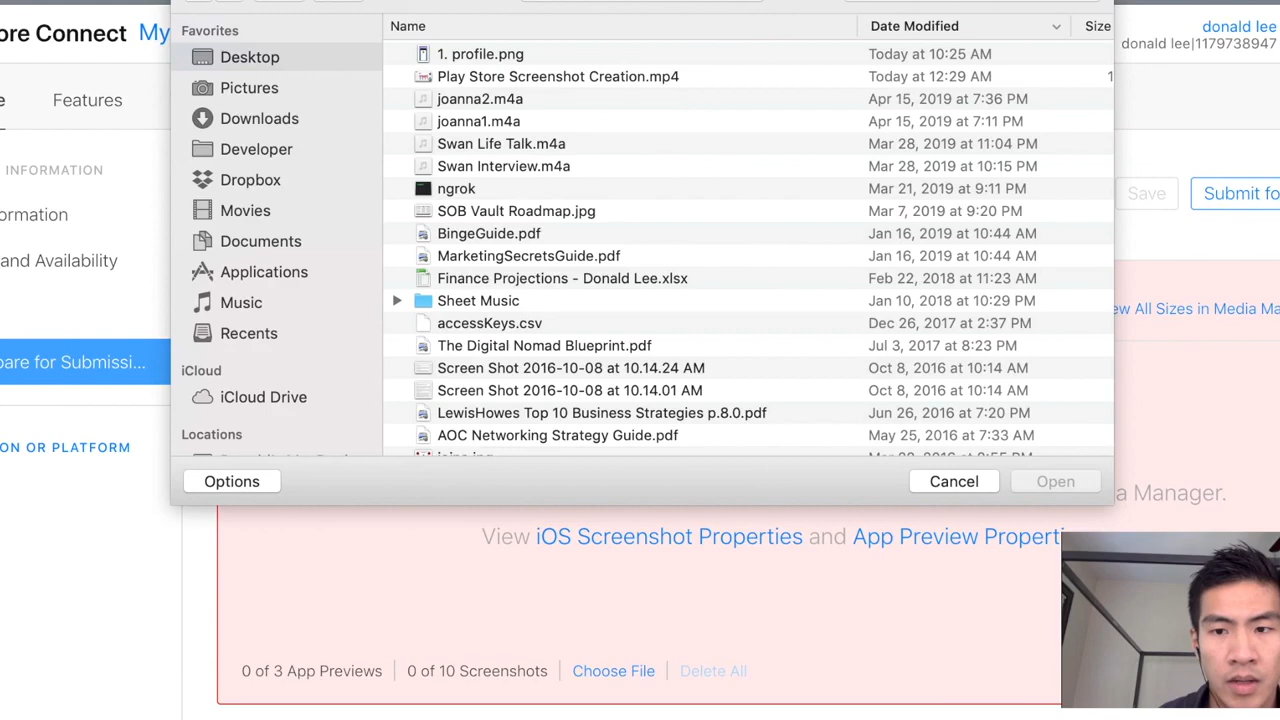 ore Connect My
donald lee
donald lee|1179738947
e
Features
INFORMATION
ormation
and Availability
pare for Submissi...
ON OR PLATFORM
Favorites
Desktop
Pictures
Downloads
Developer
Dropbox
Movies
Documents
Applications
Music
Recents
iCloud
iCloud Drive
Locations
Name Date Modified Size
1. profile.png Today at 10:25 AM
Play Store Screenshot Creation.mp4 Today at 12:29 AM 1
joanna2.m4a Apr 15, 2019 at 7:36 PM
joanna1.m4a Apr 15, 2019 at 7:11 PM
Swan Life Talk.m4a Mar 28, 2019 at 11:04 PM
Swan Interview.m4a Mar 28, 2019 at 10:15 PM
ngrok Mar 21, 2019 at 9:11 PM
SOB Vault Roadmap.jpg Mar 7, 2019 at 9:20 PM
BingeGuide.pdf Jan 16, 2019 at 10:44 AM
MarketingSecretsGuide.pdf Jan 16, 2019 at 10:44 AM
Finance Projections - Donald Lee.xlsx Feb 22, 2018 at 11:23 AM
Sheet Music Jan 10, 2018 at 10:29 PM
accessKeys.csv Dec 26, 2017 at 2:37 PM
The Digital Nomad Blueprint.pdf Jul 3, 2017 at 8:23 PM
Screen Shot 2016-10-08 at 10.14.24 AM Oct 8, 2016 at 10:14 AM
Screen Shot 2016-10-08 at 10.14.01 AM Oct 8, 2016 at 10:14 AM
LewisHowes Top 10 Business Strategies p.8.0.pdf Jun 26, 2016 at 7:20 PM
AOC Networking Strategy Guide.pdf May 25, 2016 at 7:33 AM
Options Cancel Open
Save Submit fo
ew All Sizes in Media Ma
a Manager.
View iOS Screenshot Properties and App Preview Properti
0 of 3 App Previews 0 of 10 Screenshots Choose File Delete All